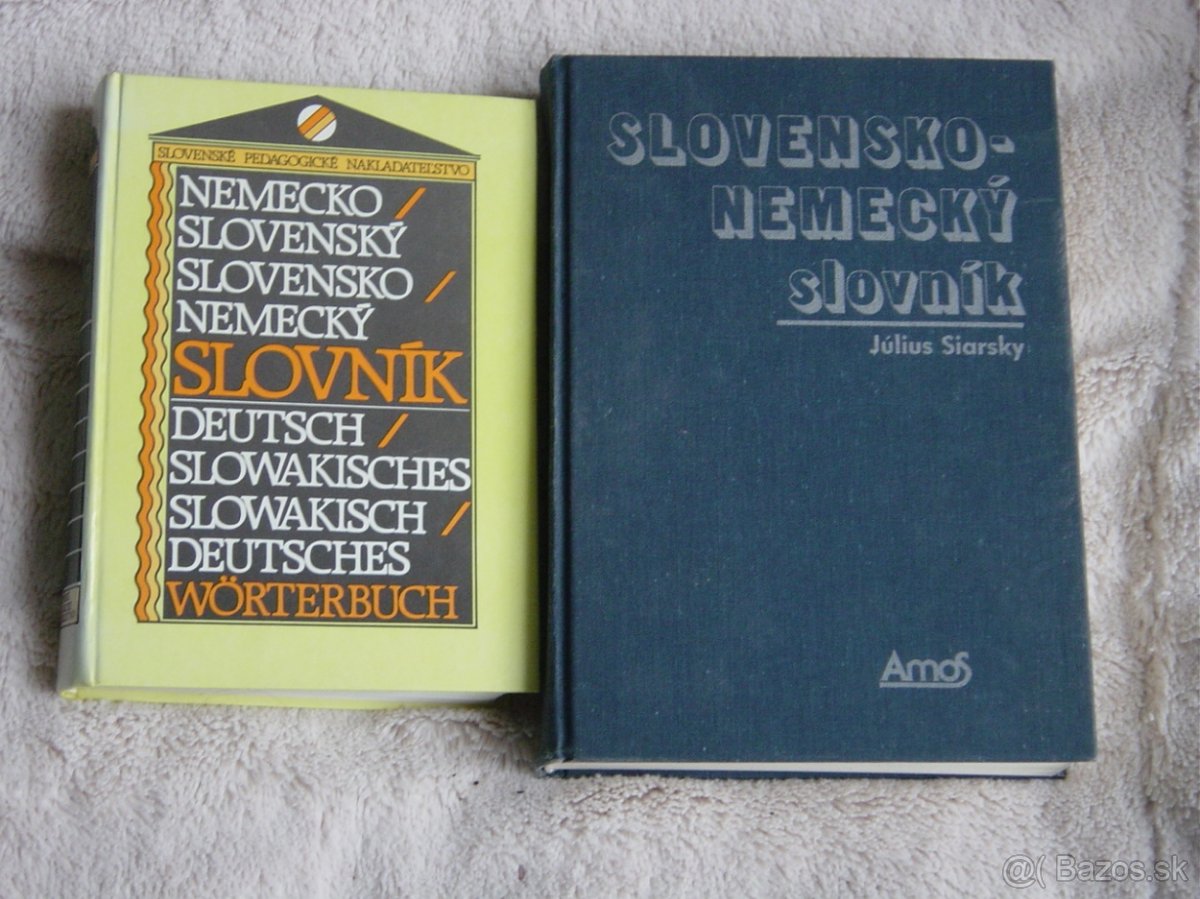 SLOVENSKÉ PEDAGOGICKÉ NAKLADATEĽSTVO
NEMECKO /
SLOVENSKÝ
SLOVENSKO /
NEMECKÝ
SLOVNÍK
DEUTSCH /
SLOWAKISCHES
SLOWAKISCH /
DEUTSCHES
WÖRTERBUCH
SLOVENSKO-
NEMECKÝ
slovník
Július Siarsky
Amos
@( Bazos.sk